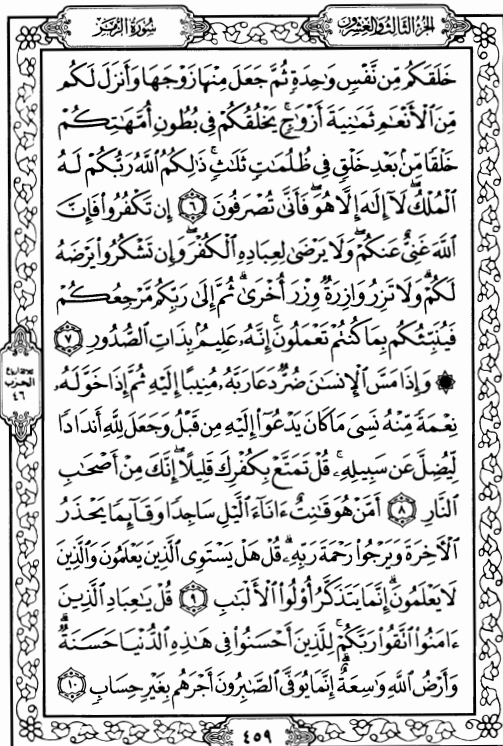 الجزء الثالث والعشرون
سورة الزمر
خَلَقَكُم مِّن نَّفْسٍ وَٰحِدَةٍ ثُمَّ جَعَلَ مِنْهَا زَوْجَهَا وَأَنزَلَ لَكُم
مِّنَ ٱلْأَنْعَٰمِ ثَمَٰنِيَةَ أَزْوَٰجٍ ۚ يَخْلُقُكُمْ فِى بُطُونِ أُمَّهَٰتِكُمْ
خَلْقًا مِّنۢ بَعْدِ خَلْقٍ فِى ظُلُمَٰتٍ ثَلَٰثٍ ۚ ذَٰلِكُمُ ٱللَّهُ رَبُّكُمْ لَهُ
ٱلْمُلْكُ ۖ لَآ إِلَٰهَ إِلَّا هُوَ ۖ فَأَنَّىٰ تُصْرَفُونَ ٦ إِن تَكْفُرُوا۟ فَإِنَّ
ٱللَّهَ غَنِىٌّ عَنكُمْ ۖ وَلَا يَرْضَىٰ لِعِبَادِهِ ٱلْكُفْرَ ۖ وَإِن تَشْكُرُوا۟ يَرْضَهُ
لَكُمْ ۗ وَلَا تَزِرُ وَازِرَةٌ وِزْرَ أُخْرَىٰ ۗ ثُمَّ إِلَىٰ رَبِّكُم مَّرْجِعُكُمْ
فَيُنَبِّئُكُم بِمَا كُنتُمْ تَعْمَلُونَ ۚ إِنَّهُۥ عَلِيمٌۢ بِذَاتِ ٱلصُّدُورِ ٧
۞ وَإِذَا مَسَّ ٱلْإِنسَٰنَ ضُرٌّ دَعَا رَبَّهُۥ مُنِيبًا إِلَيْهِ ثُمَّ إِذَا خَوَّلَهُۥ
نِعْمَةً مِّنْهُ نَسِىَ مَا كَانَ يَدْعُوٓا۟ إِلَيْهِ مِن قَبْلُ وَجَعَلَ لِلَّهِ أَندَادًا
لِّيُضِلَّ عَن سَبِيلِهِۦ ۚ قُلْ تَمَتَّعْ بِكُفْرِكَ قَلِيلًا ۖ إِنَّكَ مِنْ أَصْحَٰبِ
ٱلنَّارِ ٨ أَمَّنْ هُوَ قَٰنِتٌ ءَانَآءَ ٱلَّيْلِ سَاجِدًا وَقَآئِمًا يَحْذَرُ
ٱلْءَاخِرَةَ وَيَرْجُوا۟ رَحْمَةَ رَبِّهِۦ ۗ قُلْ هَلْ يَسْتَوِى ٱلَّذِينَ يَعْلَمُونَ وَٱلَّذِينَ
لَا يَعْلَمُونَ ۗ إِنَّمَا يَتَذَكَّرُ أُو۟لُوا۟ ٱلْأَلْبَٰبِ ٩ قُلْ يَٰعِبَادِ ٱلَّذِينَ
ءَامَنُوا۟ ٱتَّقُوا۟ رَبَّكُمْ ۚ لِلَّذِينَ أَحْسَنُوا۟ فِى هَٰذِهِ ٱلدُّنْيَا حَسَنَةٌ ۗ
وَأَرْضُ ٱللَّهِ وَٰسِعَةٌ ۗ إِنَّمَا يُوَفَّى ٱلصَّٰبِرُونَ أَجْرَهُم بِغَيْرِ حِسَابٍ ١٠
الحزب
٤٦
٤٥٩